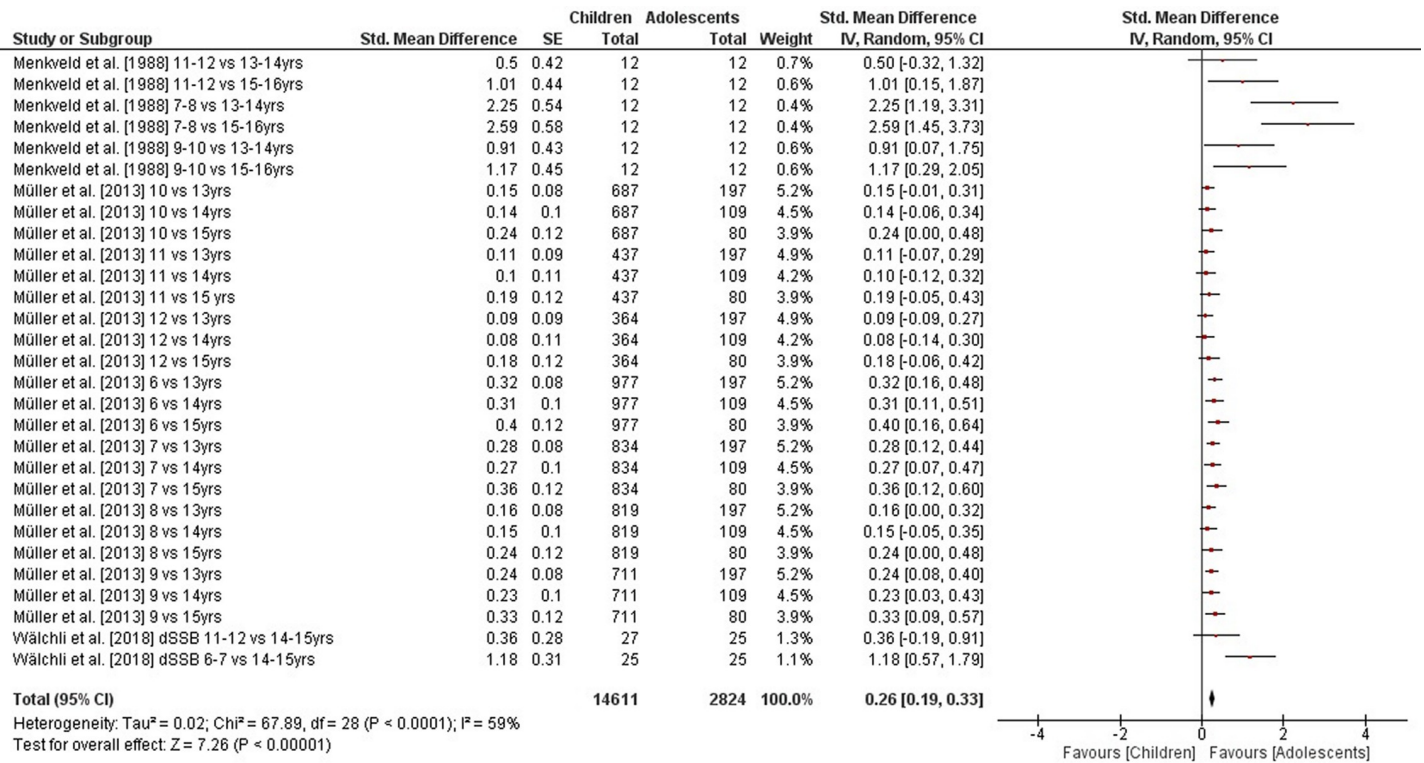 Children Adolescents Std. Mean Difference Std. Mean Difference
Study or Subgroup Std. Mean Difference SE Total Total Weight IV, Random, 95% CI IV, Random, 95% CI
Menkveld et al. [1988] 11-12 vs 13-14yrs 0.5 0.42 12 12 0.7% 0.50 [-0.32, 1.32]
Menkveld et al. [1988] 11-12 vs 15-16yrs 1.01 0.44 12 12 0.6% 1.01 [0.15, 1.87]
Menkveld et al. [1988] 7-8 vs 13-14yrs 2.25 0.54 12 12 0.4% 2.25 [1.19, 3.31]
Menkveld et al. [1988] 7-8 vs 15-16yrs 2.59 0.58 12 12 0.4% 2.59 [1.45, 3.73]
Menkveld et al. [1988] 9-10 vs 13-14yrs 0.91 0.43 12 12 0.6% 0.91 [0.07, 1.75]
Menkveld et al. [1988] 9-10 vs 15-16yrs 1.17 0.45 12 12 0.6% 1.17 [0.29, 2.05]
Müller et al. [2013] 10 vs 13yrs 0.15 0.08 687 197 5.2% 0.15 [-0.01, 0.31]
Müller et al. [2013] 10 vs 14yrs 0.14 0.1 687 109 4.5% 0.14 [-0.06, 0.34]
Müller et al. [2013] 10 vs 15yrs 0.24 0.12 687 80 3.9% 0.24 [0.00, 0.48]
Müller et al. [2013] 11 vs 13yrs 0.11 0.09 437 197 4.9% 0.11 [-0.07, 0.29]
Müller et al. [2013] 11 vs 14yrs 0.1 0.11 437 109 4.2% 0.10 [-0.12, 0.32]
Müller et al. [2013] 11 vs 15 yrs 0.19 0.12 437 80 3.9% 0.19 [-0.05, 0.43]
Müller et al. [2013] 12 vs 13yrs 0.09 0.09 364 197 4.9% 0.09 [-0.09, 0.27]
Müller et al. [2013] 12 vs 14yrs 0.08 0.11 364 109 4.2% 0.08 [-0.14, 0.30]
Müller et al. [2013] 12 vs 15yrs 0.18 0.12 364 80 3.9% 0.18 [-0.06, 0.42]
Müller et al. [2013] 6 vs 13yrs 0.32 0.08 977 197 5.2% 0.32 [0.16, 0.48]
Müller et al. [2013] 6 vs 14yrs 0.31 0.1 977 109 4.5% 0.31 [0.11, 0.51]
Müller et al. [2013] 6 vs 15yrs 0.4 0.12 977 80 3.9% 0.40 [0.16, 0.64]
Müller et al. [2013] 7 vs 13yrs 0.28 0.08 834 197 5.2% 0.28 [0.12, 0.44]
Müller et al. [2013] 7 vs 14yrs 0.27 0.1 834 109 4.5% 0.27 [0.07, 0.47]
Müller et al. [2013] 7 vs 15yrs 0.36 0.12 834 80 3.9% 0.36 [0.12, 0.60]
Müller et al. [2013] 8 vs 13yrs 0.16 0.08 819 197 5.2% 0.16 [0.00, 0.32]
Müller et al. [2013] 8 vs 14yrs 0.15 0.1 819 109 4.5% 0.15 [-0.05, 0.35]
Müller et al. [2013] 8 vs 15yrs 0.24 0.12 819 80 3.9% 0.24 [0.00, 0.48]
Müller et al. [2013] 9 vs 13yrs 0.24 0.08 711 197 5.2% 0.24 [0.08, 0.40]
Müller et al. [2013] 9 vs 14yrs 0.23 0.1 711 109 4.5% 0.23 [0.03, 0.43]
Müller et al. [2013] 9 vs 15yrs 0.33 0.12 711 80 3.9% 0.33 [0.09, 0.57]
Wälchli et al. [2018] dSSB 11-12 vs 14-15yrs 0.36 0.28 27 25 1.3% 0.36 [-0.19, 0.91]
Wälchli et al. [2018] dSSB 6-7 vs 14-15yrs 1.18 0.31 25 25 1.1% 1.18 [0.57, 1.79]
Total (95% CI) 14611 2824 100.0% 0.26 [0.19, 0.33]
Heterogeneity: Tau² = 0.02; Chi² = 67.89, df = 28 (P < 0.0001); I² = 59%
Test for overall effect: Z = 7.26 (P < 0.00001)
-4 -2 0 2 4
Favours [Children] Favours [Adolescents]